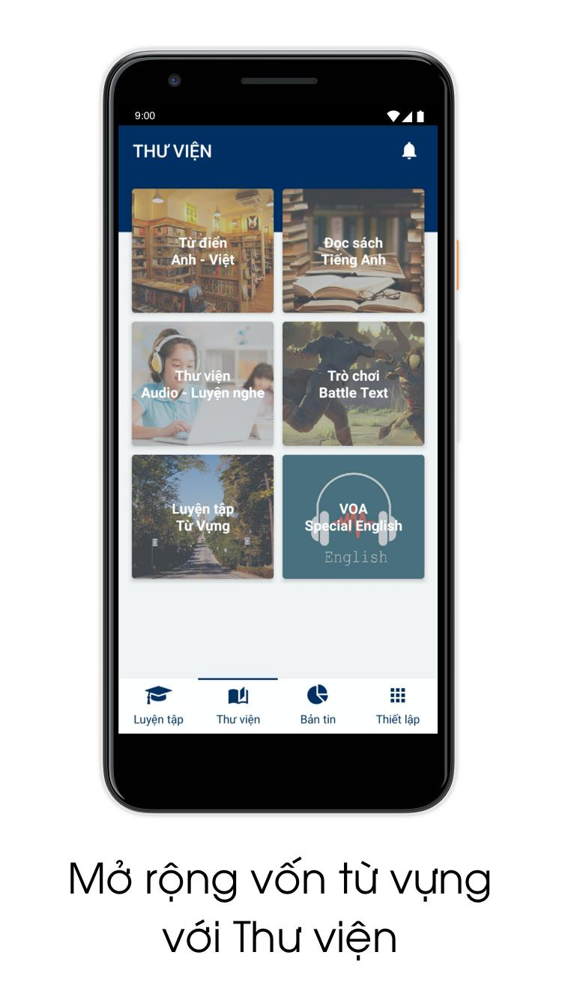 9:00
THƯ VIỆN
Từ điển
Anh - Việt
Đọc sách
Tiếng Anh
Thư viện
Audio - Luyện nghe
Trò chơi
Battle Text
Luyện tập
Từ Vựng
VOA
Special English
English
Luyện tập
Thư viện
Bản tin
Thiết lập
Mở rộng vốn từ vựng
với Thư viện